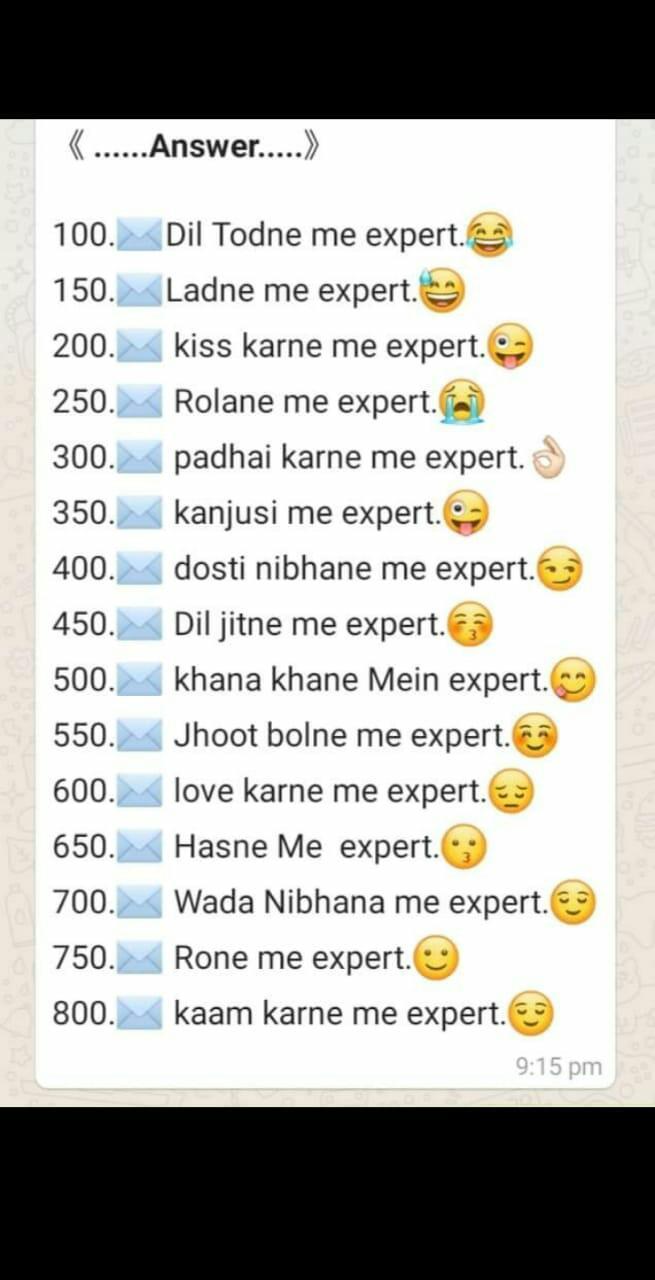 《 ......Answer.....》
100.✉️Dil Todne me expert.😂
150.✉️Ladne me expert.😅
200.✉️ kiss karne me expert.😜
250.✉️ Rolane me expert.😭
300.✉️ padhai karne me expert.👌🏻
350.✉️ kanjusi me expert.😜
400.✉️ dosti nibhane me expert.😏
450.✉️ Dil jitne me expert.😚
500.✉️ khana khane Mein expert.😋
550.✉️ Jhoot bolne me expert.☺️
600.✉️ love karne me expert.😔
650.✉️ Hasne Me  expert.😗
700.✉️ Wada Nibhana me expert.😌
750.✉️ Rone me expert.🙂
800.✉️ kaam karne me expert.😌
9:15 pm